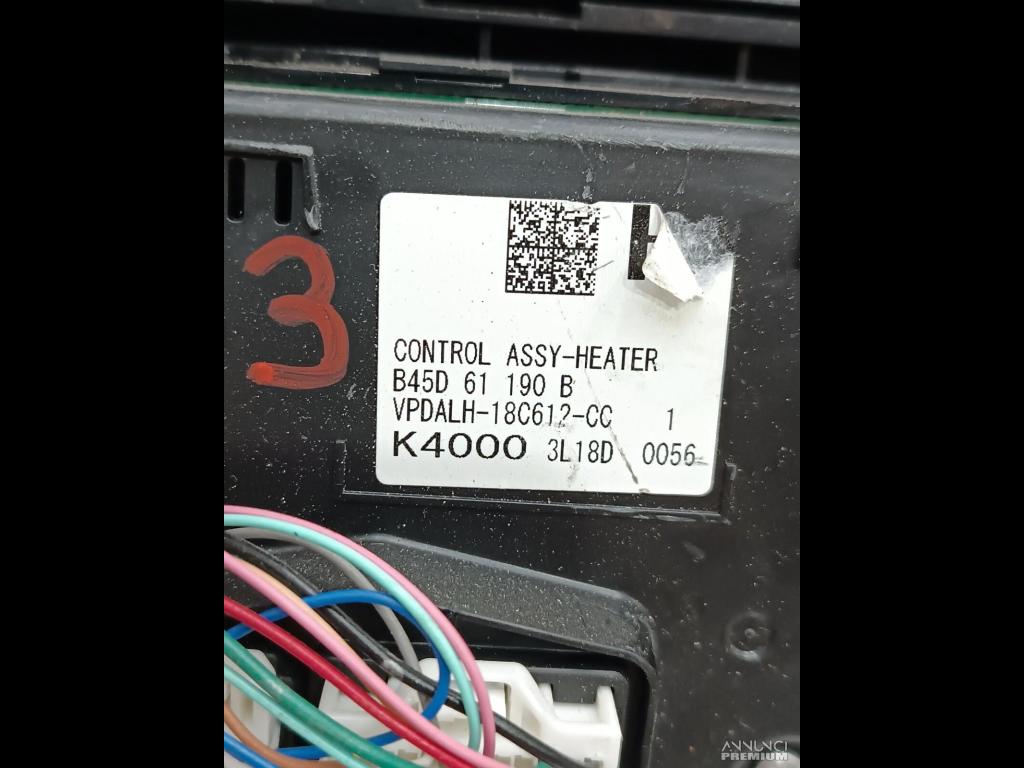 3
CONTROL ASSY-HEATER
B45D 61 190 B
VPDALH-18C612-CC 1
K4000 3L18D 0056
ANNUNCI
PREMIUM